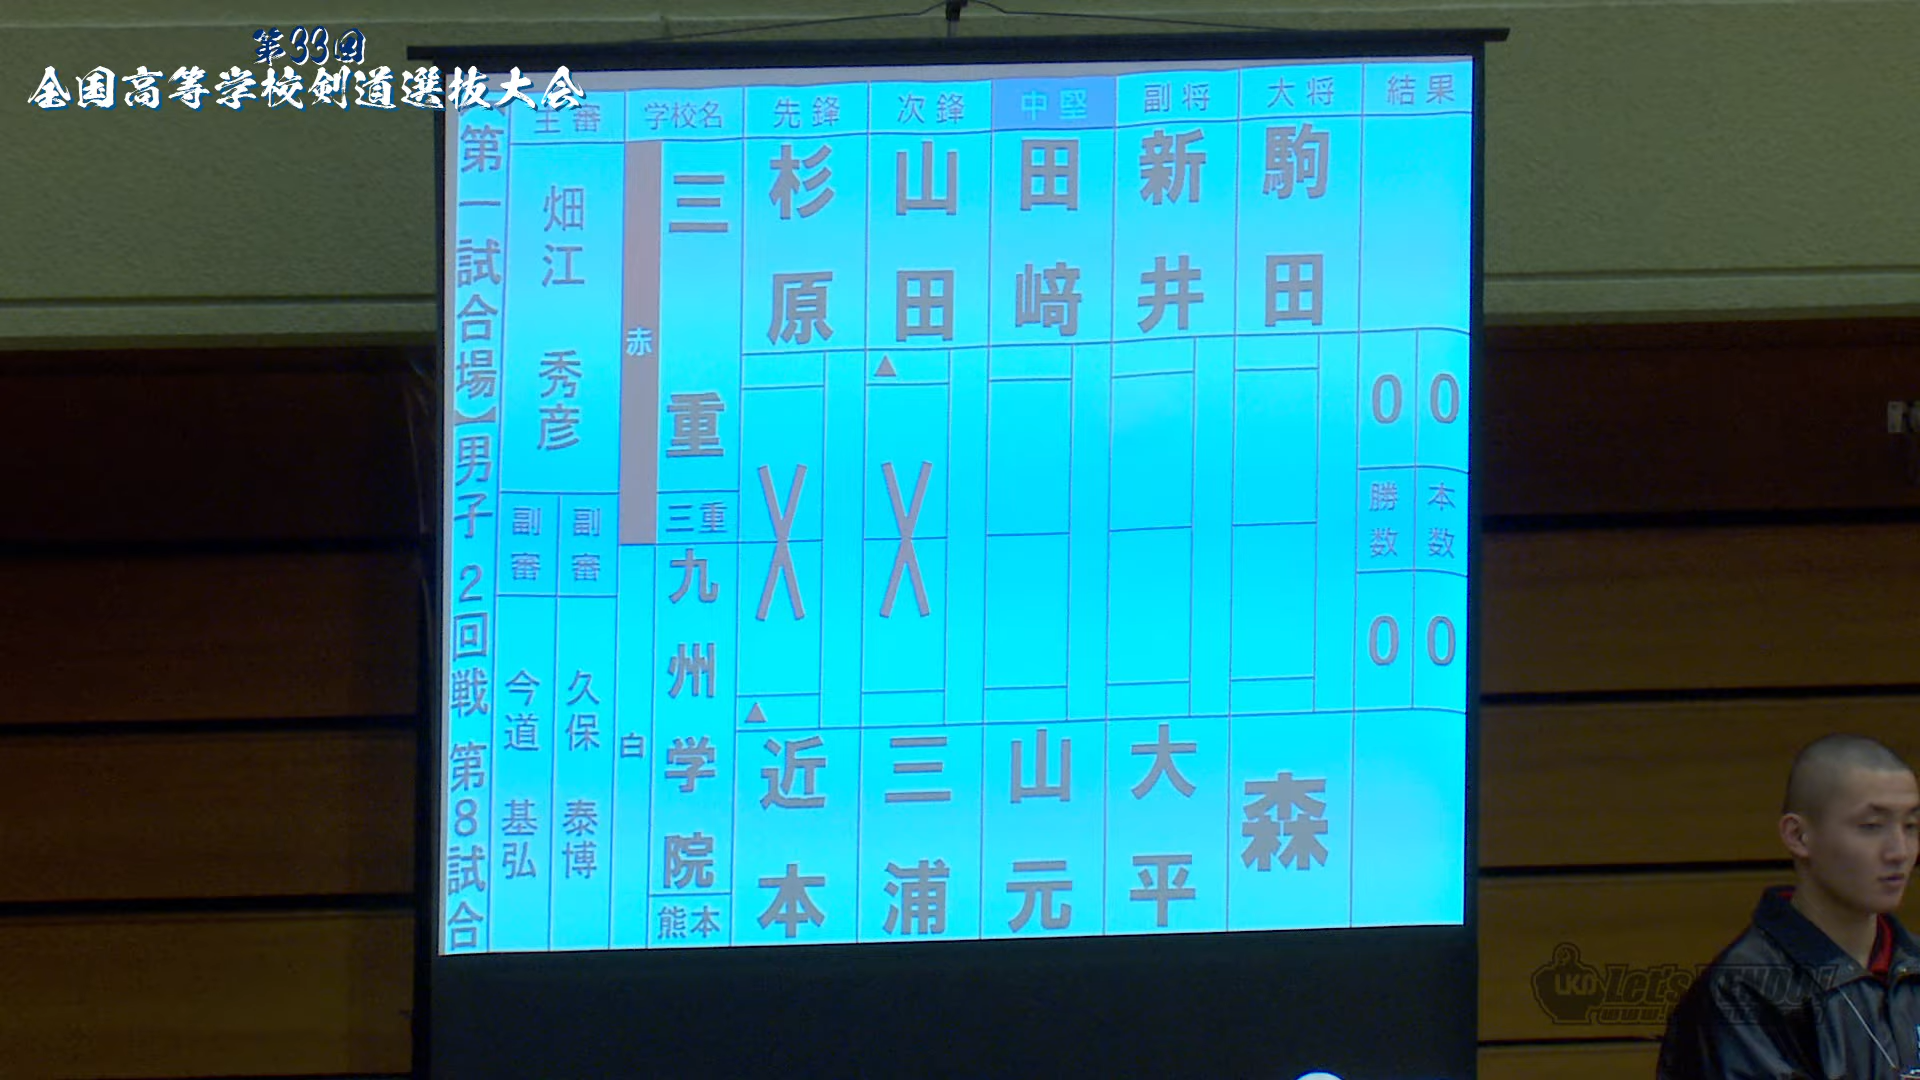 第33回
全国高等学校剣道選抜大会
第一試合場】男子 2回戦 第8試合
主審 学校名 先鋒 次鋒 中堅 副将 大将 結果
畑江 秀彦
副審 副審
今道 基弘
久保 泰博
赤 三重 三重 杉原 山田 田﨑 新井 駒田
▲
0 0
勝数 本数
0 0
▲
白 九州学院 熊本 近本 三浦 山元 大平 森
LKD Let's KENDO!